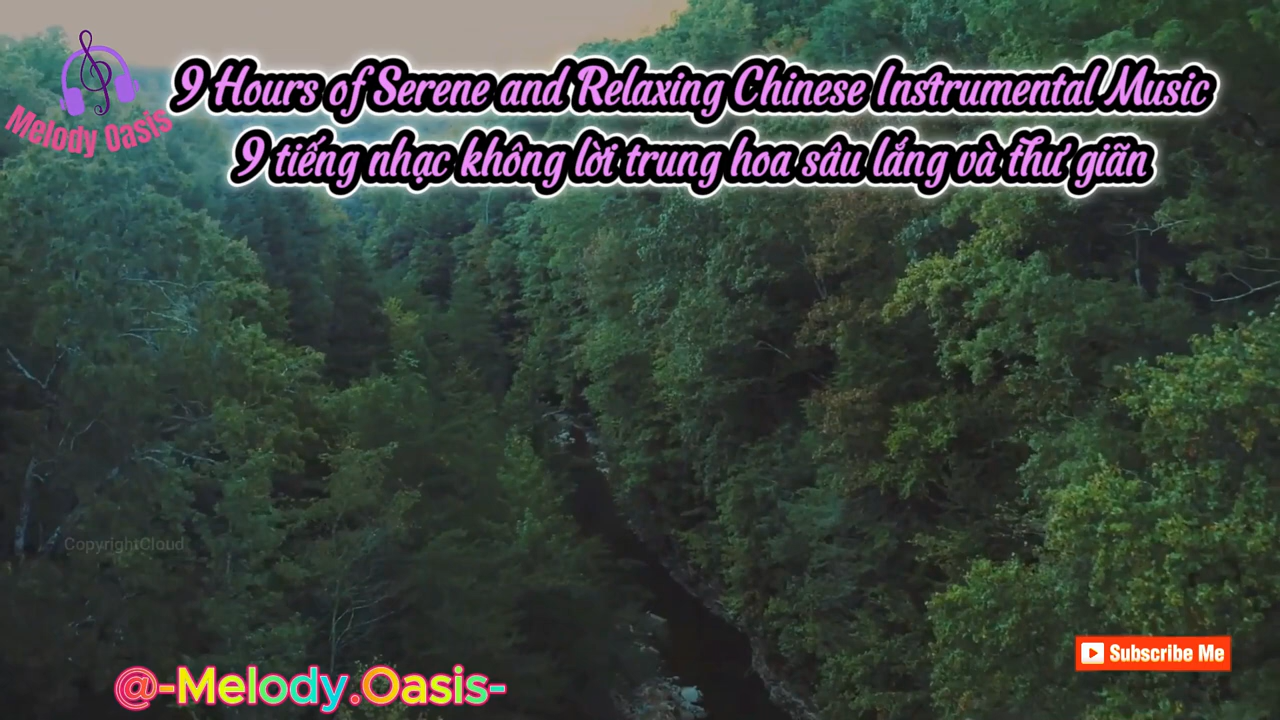 9 Hours of Serene and Relaxing Chinese Instrumental Music
9 tiếng nhạc không lời trung hoa sâu lắng và thư giãn
Melody Oasis
CopyrightCloud
Subscribe Me
@-Melody.Oasis-